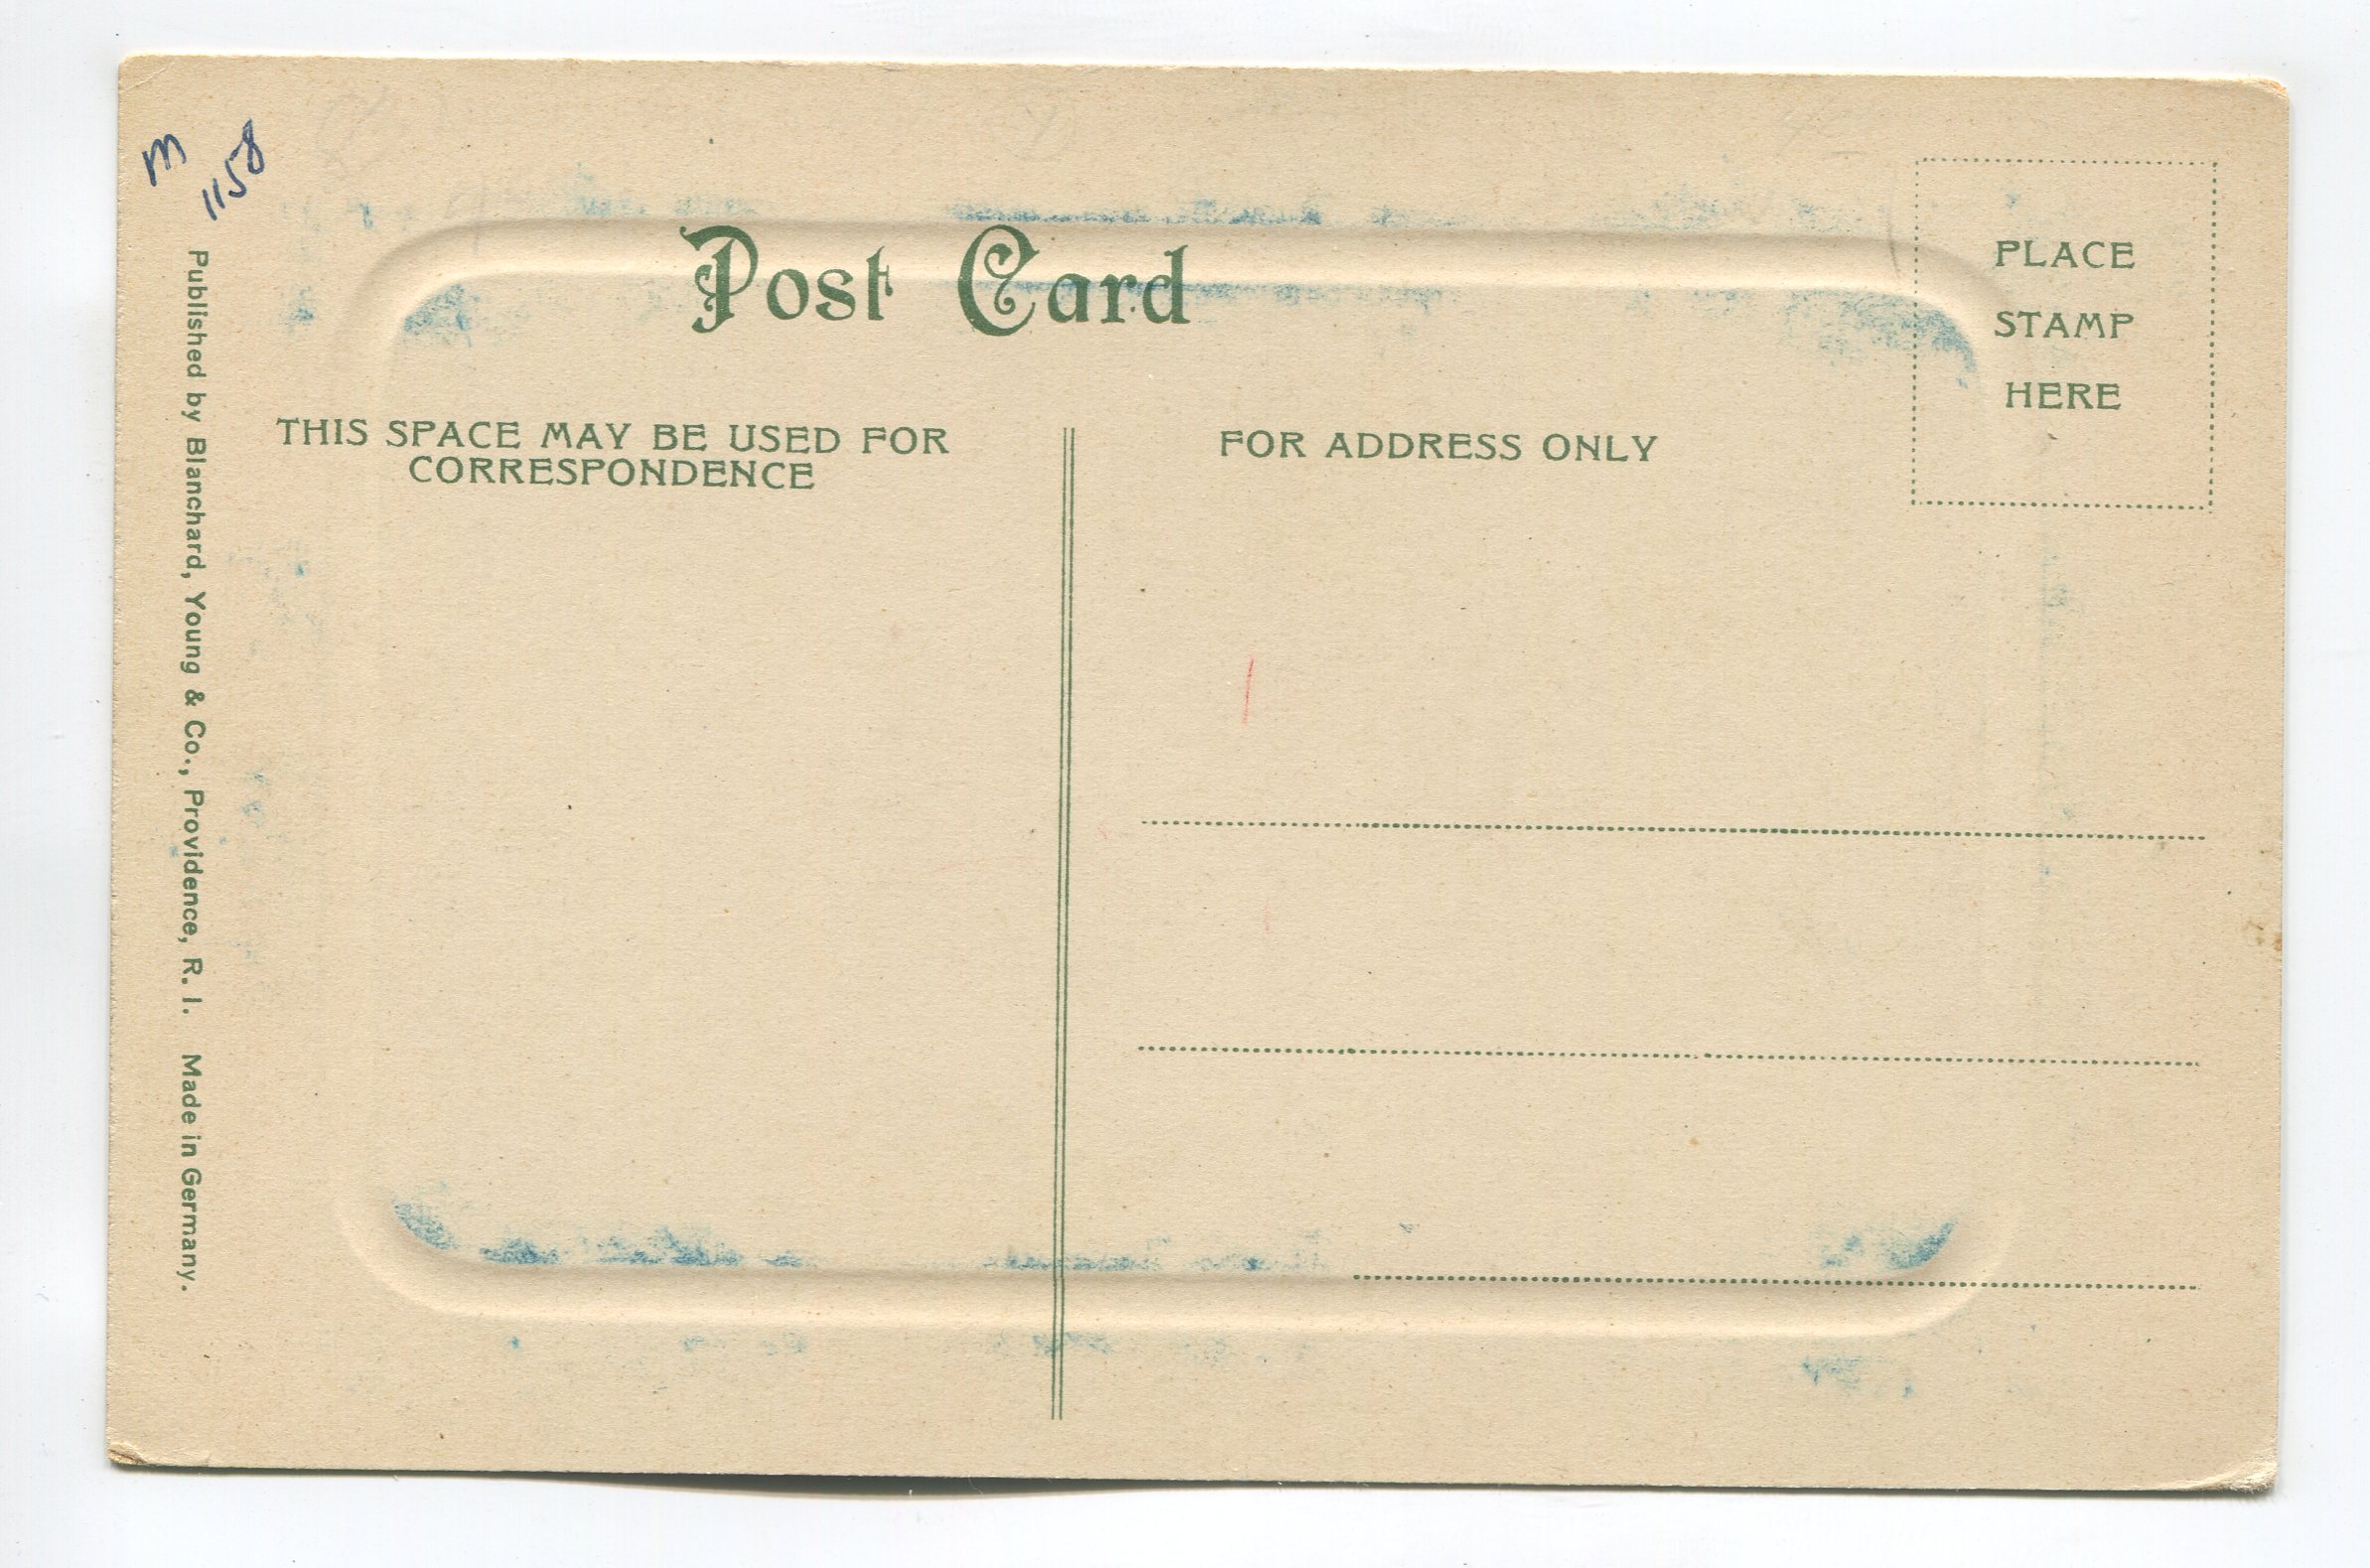 m
1158
Post Card
PLACE
STAMP
HERE
THIS SPACE MAY BE USED FOR
CORRESPONDENCE
FOR ADDRESS ONLY
Published by Blanchard, Young & Co., Providence, R. I. Made in Germany.